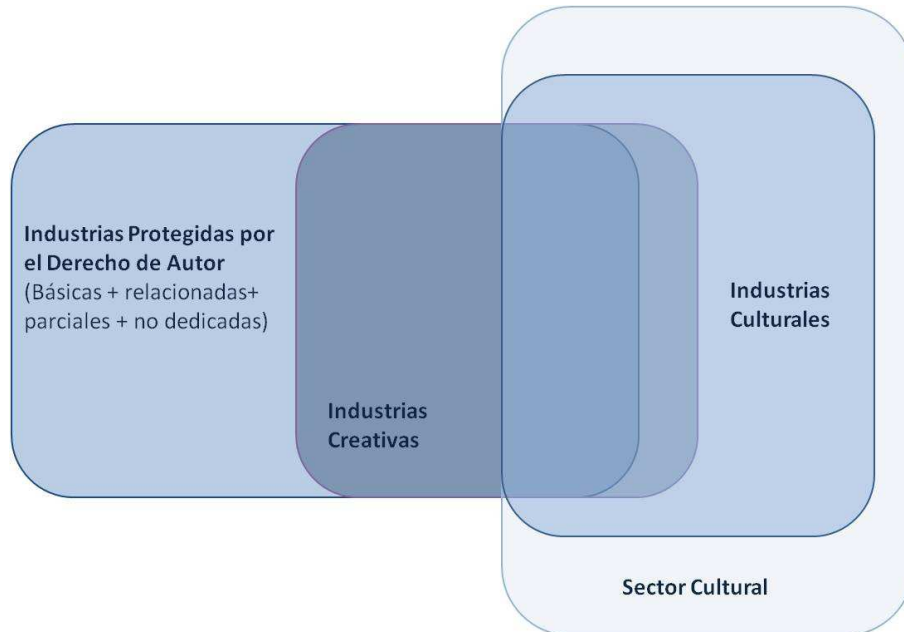 Industrias Protegidas por
el Derecho de Autor
(Básicas + relacionadas+
parciales + no dedicadas)
Industrias
Creativas
Industrias
Culturales
Sector Cultural